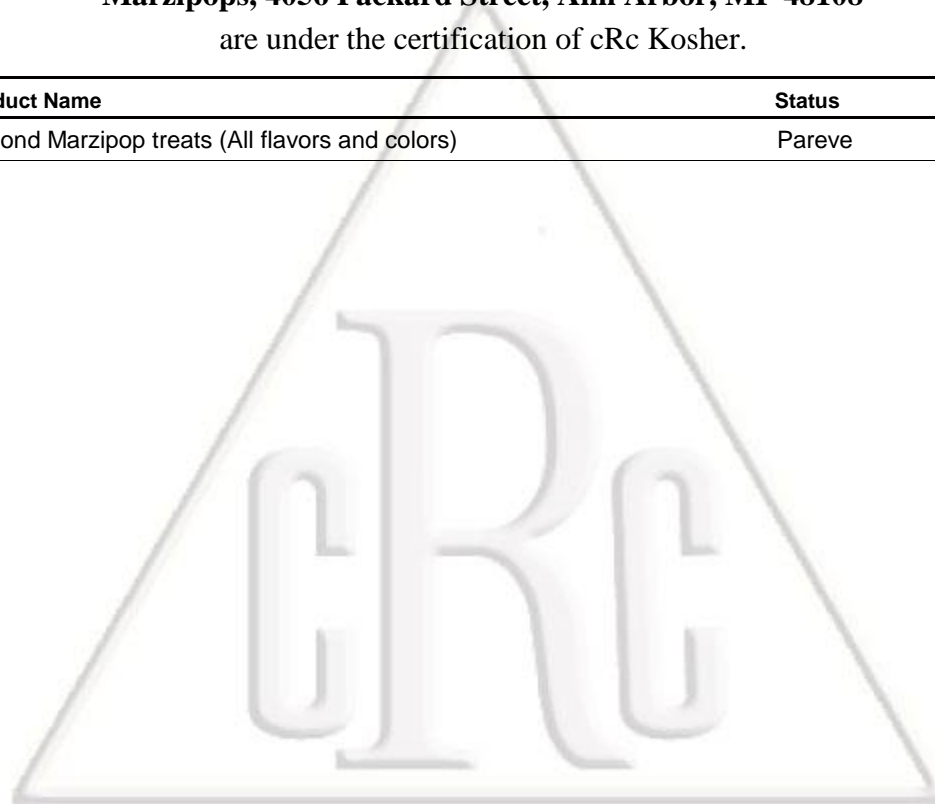 Marzipops, Packard Street, Ann Arbor, MI 48108
are under the certification of cRc Kosher.
duct Name Status
ond Marzipop treats (All flavors and colors) Pareve
cRc